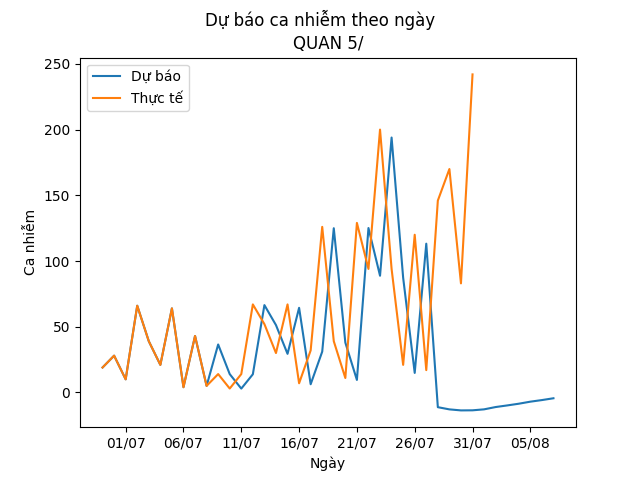 Dự báo ca nhiễm theo ngày
QUAN 5/
Dự báo
Thực tế
Ca nhiễm
250
200
150
100
50
0
01/07 06/07 11/07 16/07 21/07 26/07 31/07 05/08
Ngày